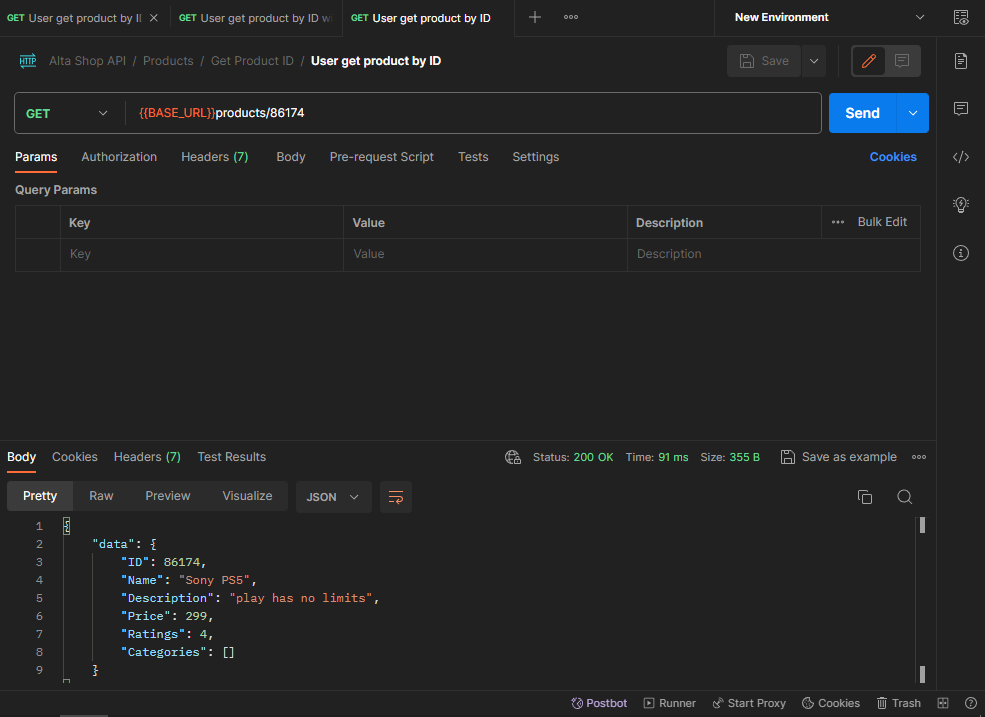 GET User get product by II GET User get product by ID w GET User get product by ID New Environment
HTTP Alta Shop API / Products / Get Product ID / User get product by ID Save
GET {{BASE_URL}}products/86174 Send
Params Authorization Headers (7) Body Pre-request Script Tests Settings Cookies
Query Params
Key Value Description Bulk Edit
Key Value Description
Body Cookies Headers (7) Test Results Status: 200 OK Time: 91 ms Size: 355 B Save as example
Pretty Raw Preview Visualize JSON
1 {
2 "data": {
3 "ID": 86174,
4 "Name": "Sony PS5",
5 "Description": "play has no limits",
6 "Price": 299,
7 "Ratings": 4,
8 "Categories": []
9 }
Postbot Runner Start Proxy Cookies Trash